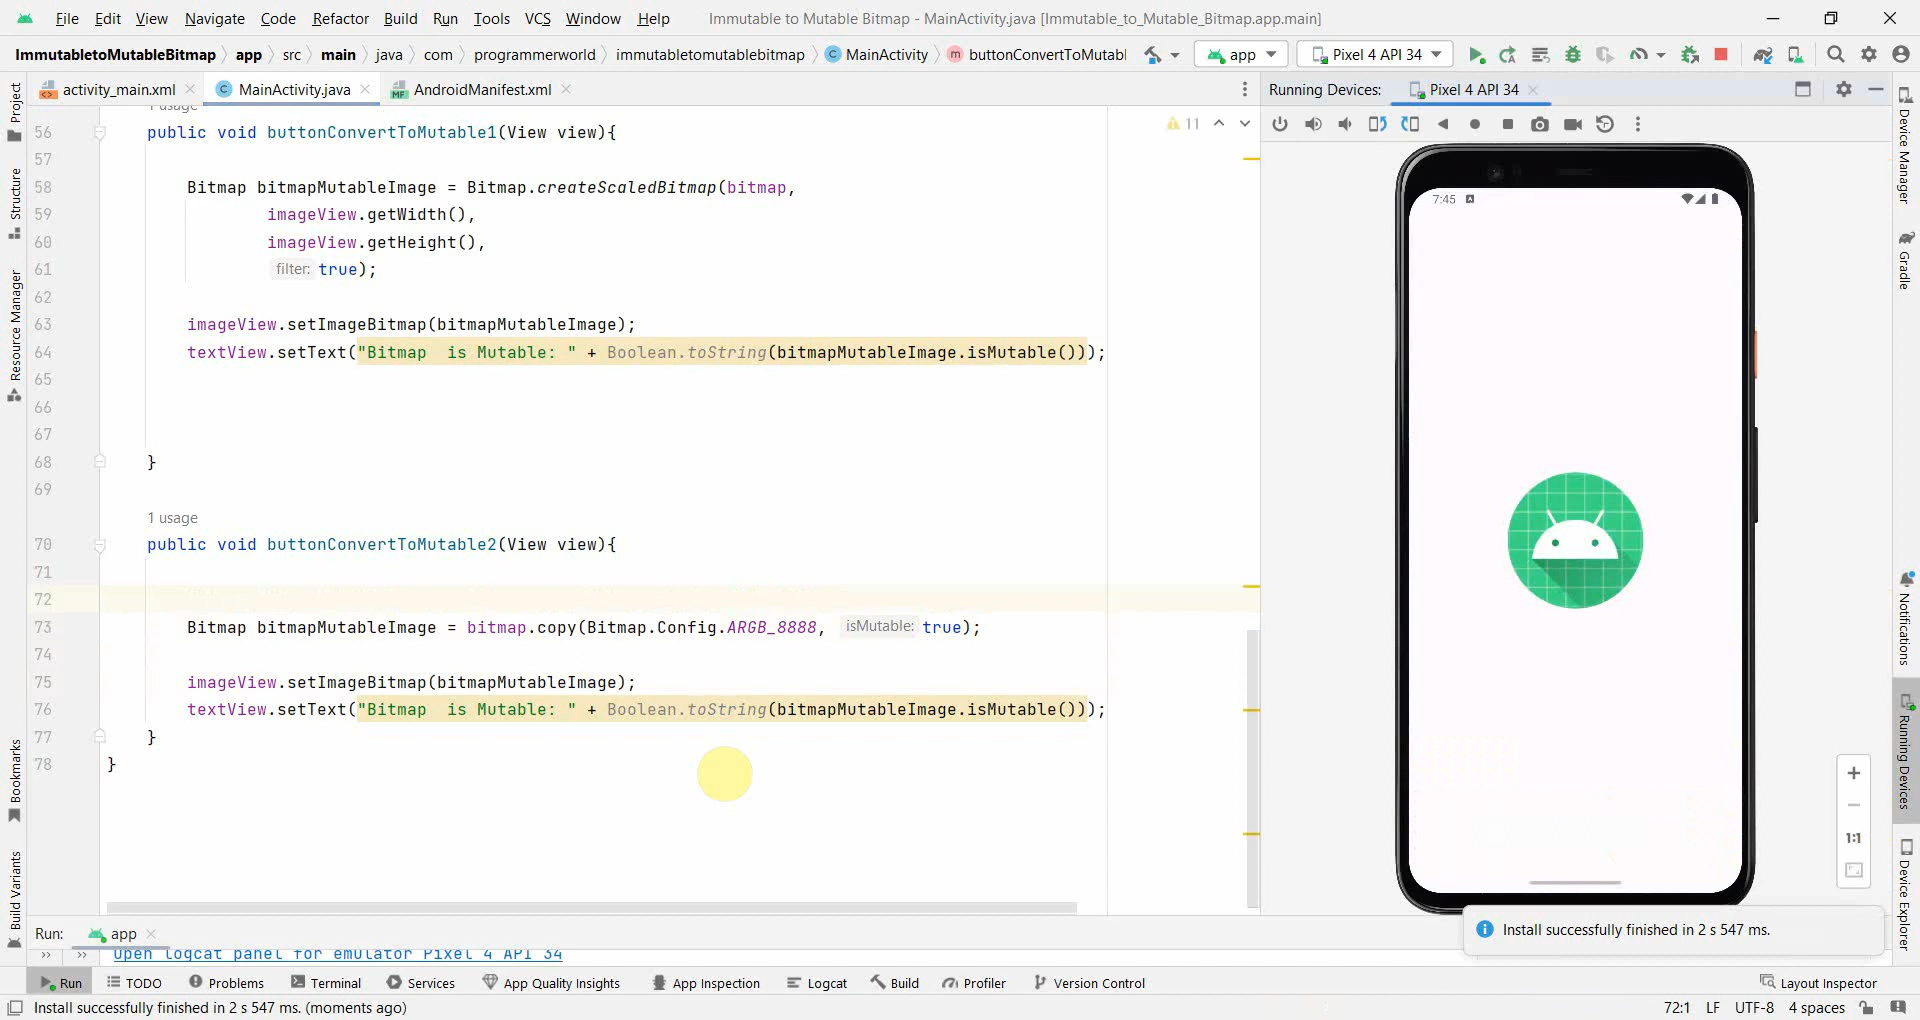 File Edit View Navigate Code Refactor Build Run Tools VCS Window Help Immutable to Mutable Bitmap - MainActivity.java [Immutable_to_Mutable_Bitmap.app.main]
ImmutabletoMutableBitmap app src main java com programmerworld immutabletomutablebitmap C MainActivity m buttonConvertToMutabl app Pixel 4 API 34
activity_main.xml C MainActivity.java MF AndroidManifest.xml Running Devices: Pixel 4 API 34
1 usage
56 public void buttonConvertToMutable1(View view){ 11
57
58 Bitmap bitmapMutableImage = Bitmap.createScaledBitmap(bitmap,
59 imageView.getWidth(),
60 imageView.getHeight(),
61 filter: true);
62
63 imageView.setImageBitmap(bitmapMutableImage);
64 textView.setText("Bitmap  is Mutable: " + Boolean.toString(bitmapMutableImage.isMutable()));
65
66
67
68 }
69
1 usage
70 public void buttonConvertToMutable2(View view){
71
72
73 Bitmap bitmapMutableImage = bitmap.copy(Bitmap.Config.ARGB_8888, isMutable: true);
74
75 imageView.setImageBitmap(bitmapMutableImage);
76 textView.setText("Bitmap  is Mutable: " + Boolean.toString(bitmapMutableImage.isMutable()));
77 }
78 }
Project
Structure
Resource Manager
Bookmarks
Build Variants
7:45 A
1:1
Device Manager
Gradle
Notifications
Running Devices
Device Explorer
Install successfully finished in 2 s 547 ms.
Run: app
Open logcat panel for emulator Pixel 4 API 34
Run TODO Problems Terminal Services App Quality Insights App Inspection Logcat Build Profiler Version Control Layout Inspector
Install successfully finished in 2 s 547 ms. (moments ago) 72:1 LF UTF-8 4 spaces